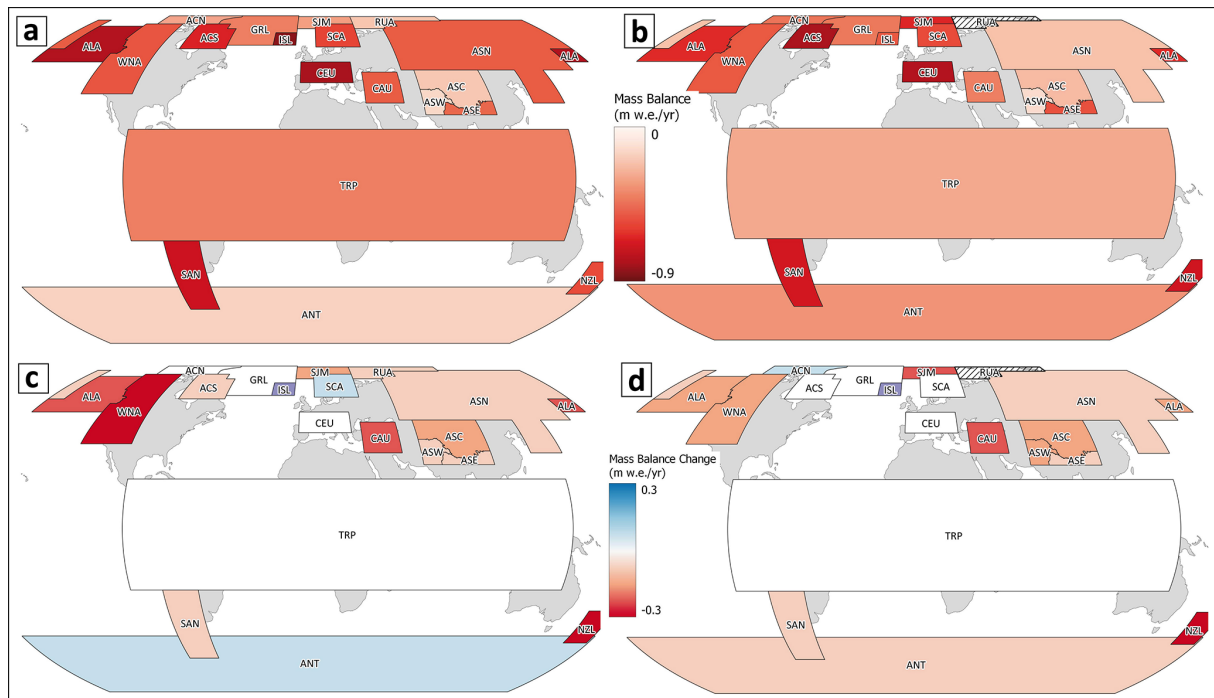 a
ACN
GRL
SJM
RUA
ALA
WNA
ACS
ISL
SCA
ASN
ALA
CEU
CAU
ASC
ASW
ASE
TRP
SAN
NZL
ANT
b
ACN
GRL
SJM
RUA
ALA
WNA
ACS
ISL
SCA
ASN
ALA
CEU
CAU
ASC
ASW
ASE
TRP
SAN
NZL
ANT
Mass Balance
(m w.e./yr)
0
-0.9
c
ACN
GRL
SJM
RUA
ALA
WNA
ACS
ISL
SCA
ASN
ALA
CEU
CAU
ASC
ASW
ASE
TRP
SAN
NZL
ANT
d
ACN
GRL
SJM
RUA
ALA
WNA
ACS
ISL
SCA
ASN
ALA
CEU
CAU
ASC
ASW
ASE
TRP
SAN
NZL
ANT
Mass Balance Change
(m w.e./yr)
0.3
-0.3